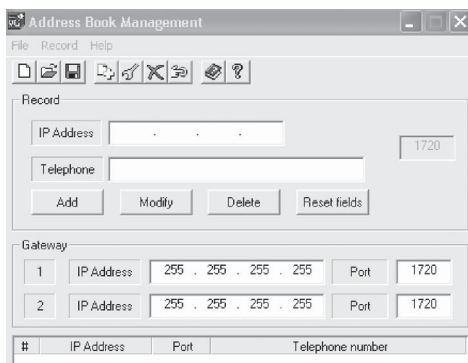 Address Book Management
File Record Help
Record
IP Address . . .
1720
Telephone
Add Modify Delete Reset fields
Gateway
1 IP Address 255 . 255 . 255 . 255 Port 1720
2 IP Address 255 . 255 . 255 . 255 Port 1720
# IP Address Port Telephone number